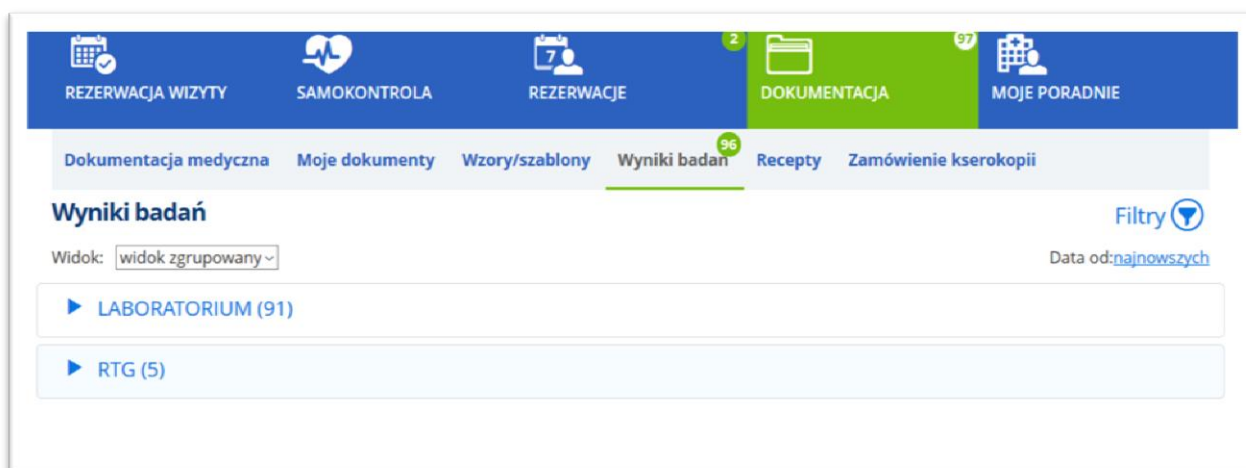 7
2
97
REZERWACJA WIZYTY SAMOKONTROLA REZERWACJE DOKUMENTACJA MOJE PORADNIE
96
Dokumentacja medyczna Moje dokumenty Wzory/szablony Wyniki badań Recepty Zamówienie kserokopii
Wyniki badań
Filtry
Widok: widok zgrupowany
Data od:najnowszych
LABORATORIUM (91)
RTG (5)